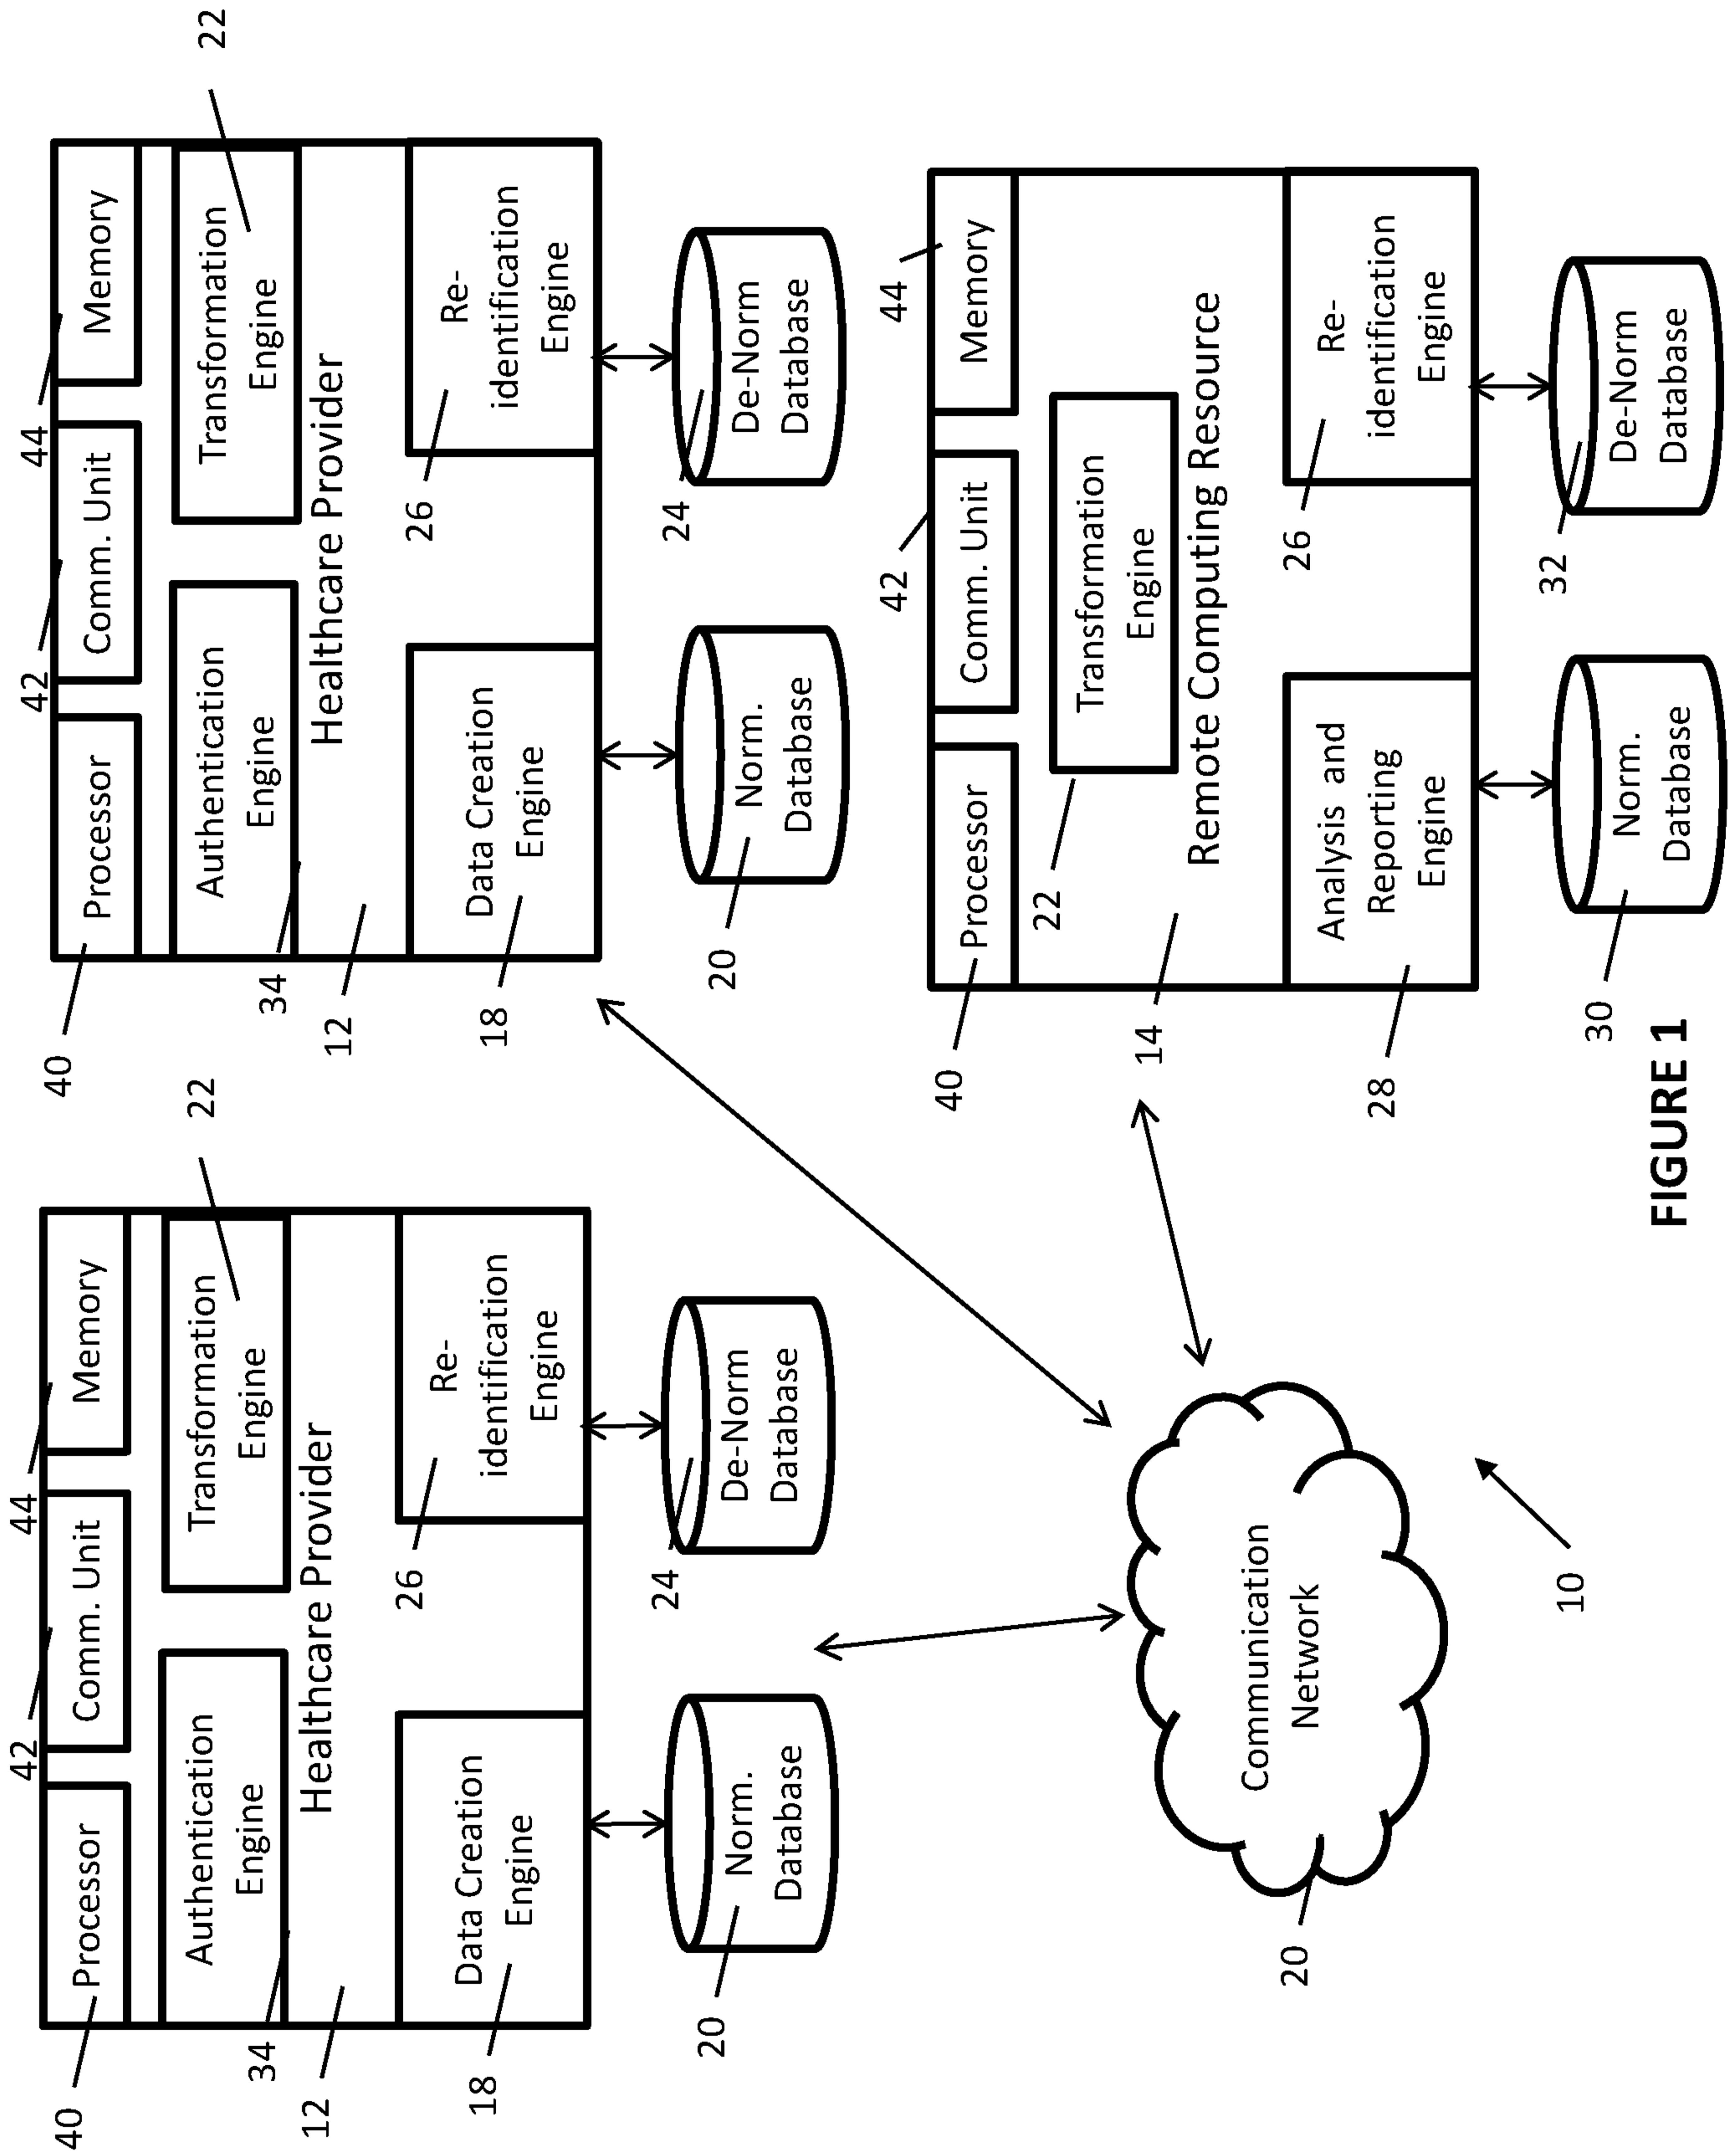 40
42
44
Processor
Comm. Unit
Memory
22
Authentication
Engine
Transformation
Engine
34
Healthcare Provider
12
26
18
Data Creation
Engine
Re-
identification
Engine
20
Norm.
Database
24
De-Norm
Database
40
42
44
Processor
Comm. Unit
Memory
22
Authentication
Engine
Transformation
Engine
34
Healthcare Provider
12
26
18
Data Creation
Engine
Re-
identification
Engine
20
Norm.
Database
24
De-Norm
Database
20
Communication
Network
10
40
42
44
Processor
Comm. Unit
Memory
22
Transformation
Engine
14
Remote Computing Resource
26
28
Analysis and
Reporting
Engine
Re-
identification
Engine
30
Norm.
Database
32
De-Norm
Database
FIGURE 1